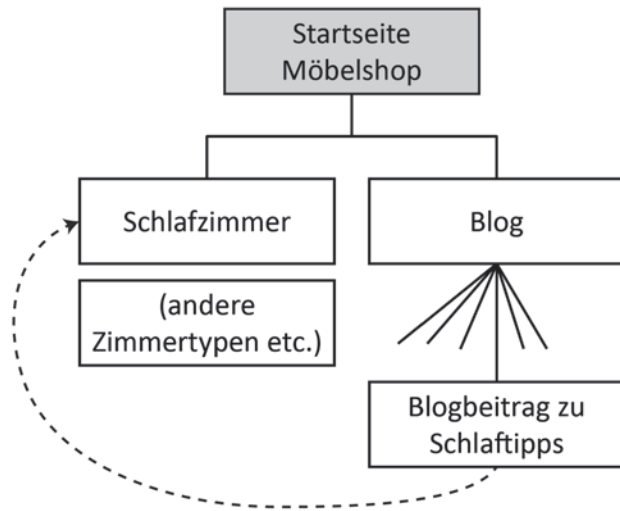 Startseite
Möbelshop
Schlafzimmer
Blog
(andere
Zimmertypen etc.)
Blogbeitrag zu
Schlaftipps